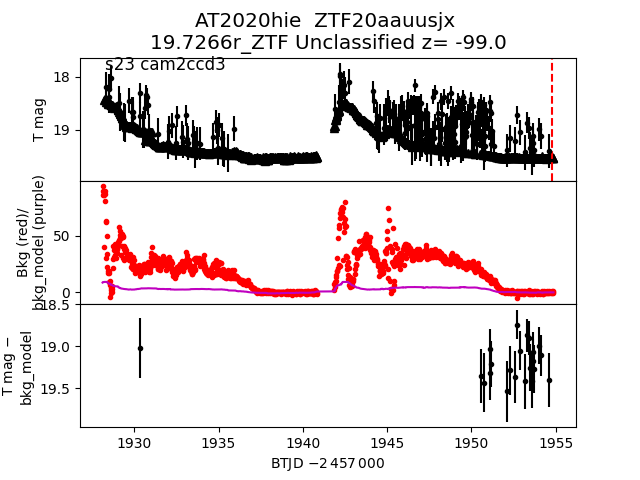 AT2020hie  ZTF20aauusjx
19.7266r_ZTF Unclassified z= -99.0
s23 cam2ccd3
18
19
T mag
50
0
Bkg (red)/
bkg_model (purple)
18.5
19.0
19.5
T mag −
bkg_model
1930
1935
1940
1945
1950
1955
BTJD −2 457 000